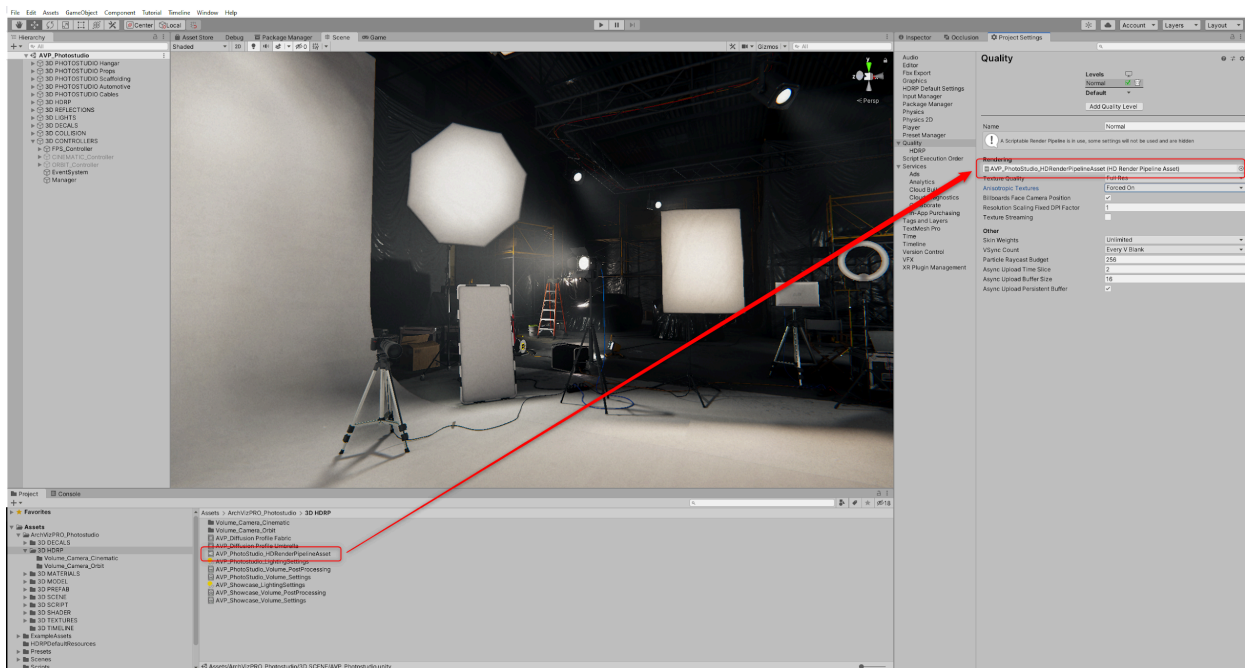 File Edit Assets GameObject Component Tutorial Timeline Window Help
Center Local
Account Layers Layout
Hierarchy
All
AVP_Photostudio
3D PHOTOSTUDIO Hangar
3D PHOTOSTUDIO Props
3D PHOTOSTUDIO Scaffolding
3D PHOTOSTUDIO Automotive
3D PHOTOSTUDIO Cables
3D HDRP
3D REFLECTIONS
3D LIGHTS
3D DECALS
3D COLLISION
3D CONTROLLERS
FPS_Controller
CINEMATIC_Controller
ORBIT_Controller
EventSystem
Manager
Asset Store Debug Package Manager Scene Game
Shaded 2D 0 Gizmos All
y
z
Persp
Inspector Occlusion Project Settings
Audio
Editor
Fbx Export
Graphics
HDRP Default Settings
Input Manager
Package Manager
Physics
Physics 2D
Player
Preset Manager
Quality
HDRP
Script Execution Order
Services
Ads
Analytics
Cloud Build
Cloud Diagnostics
Collaborate
In-App Purchasing
Tags and Layers
TextMesh Pro
Time
Timeline
Version Control
VFX
XR Plugin Management
Quality
Levels
Normal
Default
Add Quality Level
Name Normal
A Scriptable Render Pipeline is in use, some settings will not be used and are hidden
Rendering
AVP_PhotoStudio_HDRenderPipelineAsset (HD Render Pipeline Asset)
Texture Quality Full Res
Anisotropic Textures Forced On
Billboards Face Camera Position
Resolution Scaling Fixed DPI Factor 1
Texture Streaming
Other
Skin Weights Unlimited
VSync Count Every V Blank
Particle Raycast Budget 256
Async Upload Time Slice 2
Async Upload Buffer Size 16
Async Upload Persistent Buffer
Project Console
Favorites
Assets
ArchVizPRO_Photostudio
3D DECALS
3D HDRP
Volume_Camera_Cinematic
Volume_Camera_Orbit
3D MATERIALS
3D MODEL
3D PREFAB
3D SCENE
3D SCRIPT
3D SHADER
3D TEXTURES
3D TIMELINE
ExampleAssets
HDRPDefaultResources
Presets
Scenes
Scripts
Assets > ArchVizPRO_Photostudio > 3D HDRP
Volume_Camera_Cinematic
Volume_Camera_Orbit
AVP_Diffusion Profile Fabric
AVP_Diffusion Profile Umbrella
AVP_PhotoStudio_HDRenderPipelineAsset
AVP_Photostudio_LightingSettings
AVP_PhotoStudio_Volume_PostProcessing
AVP_PhotoStudio_Volume_Settings
AVP_Showcase_LightingSettings
AVP_Showcase_Volume_PostProcessing
AVP_Showcase_Volume_Settings
Assets/ArchVizPRO_Photostudio/3D SCENE/AVP_Photostudio.unity